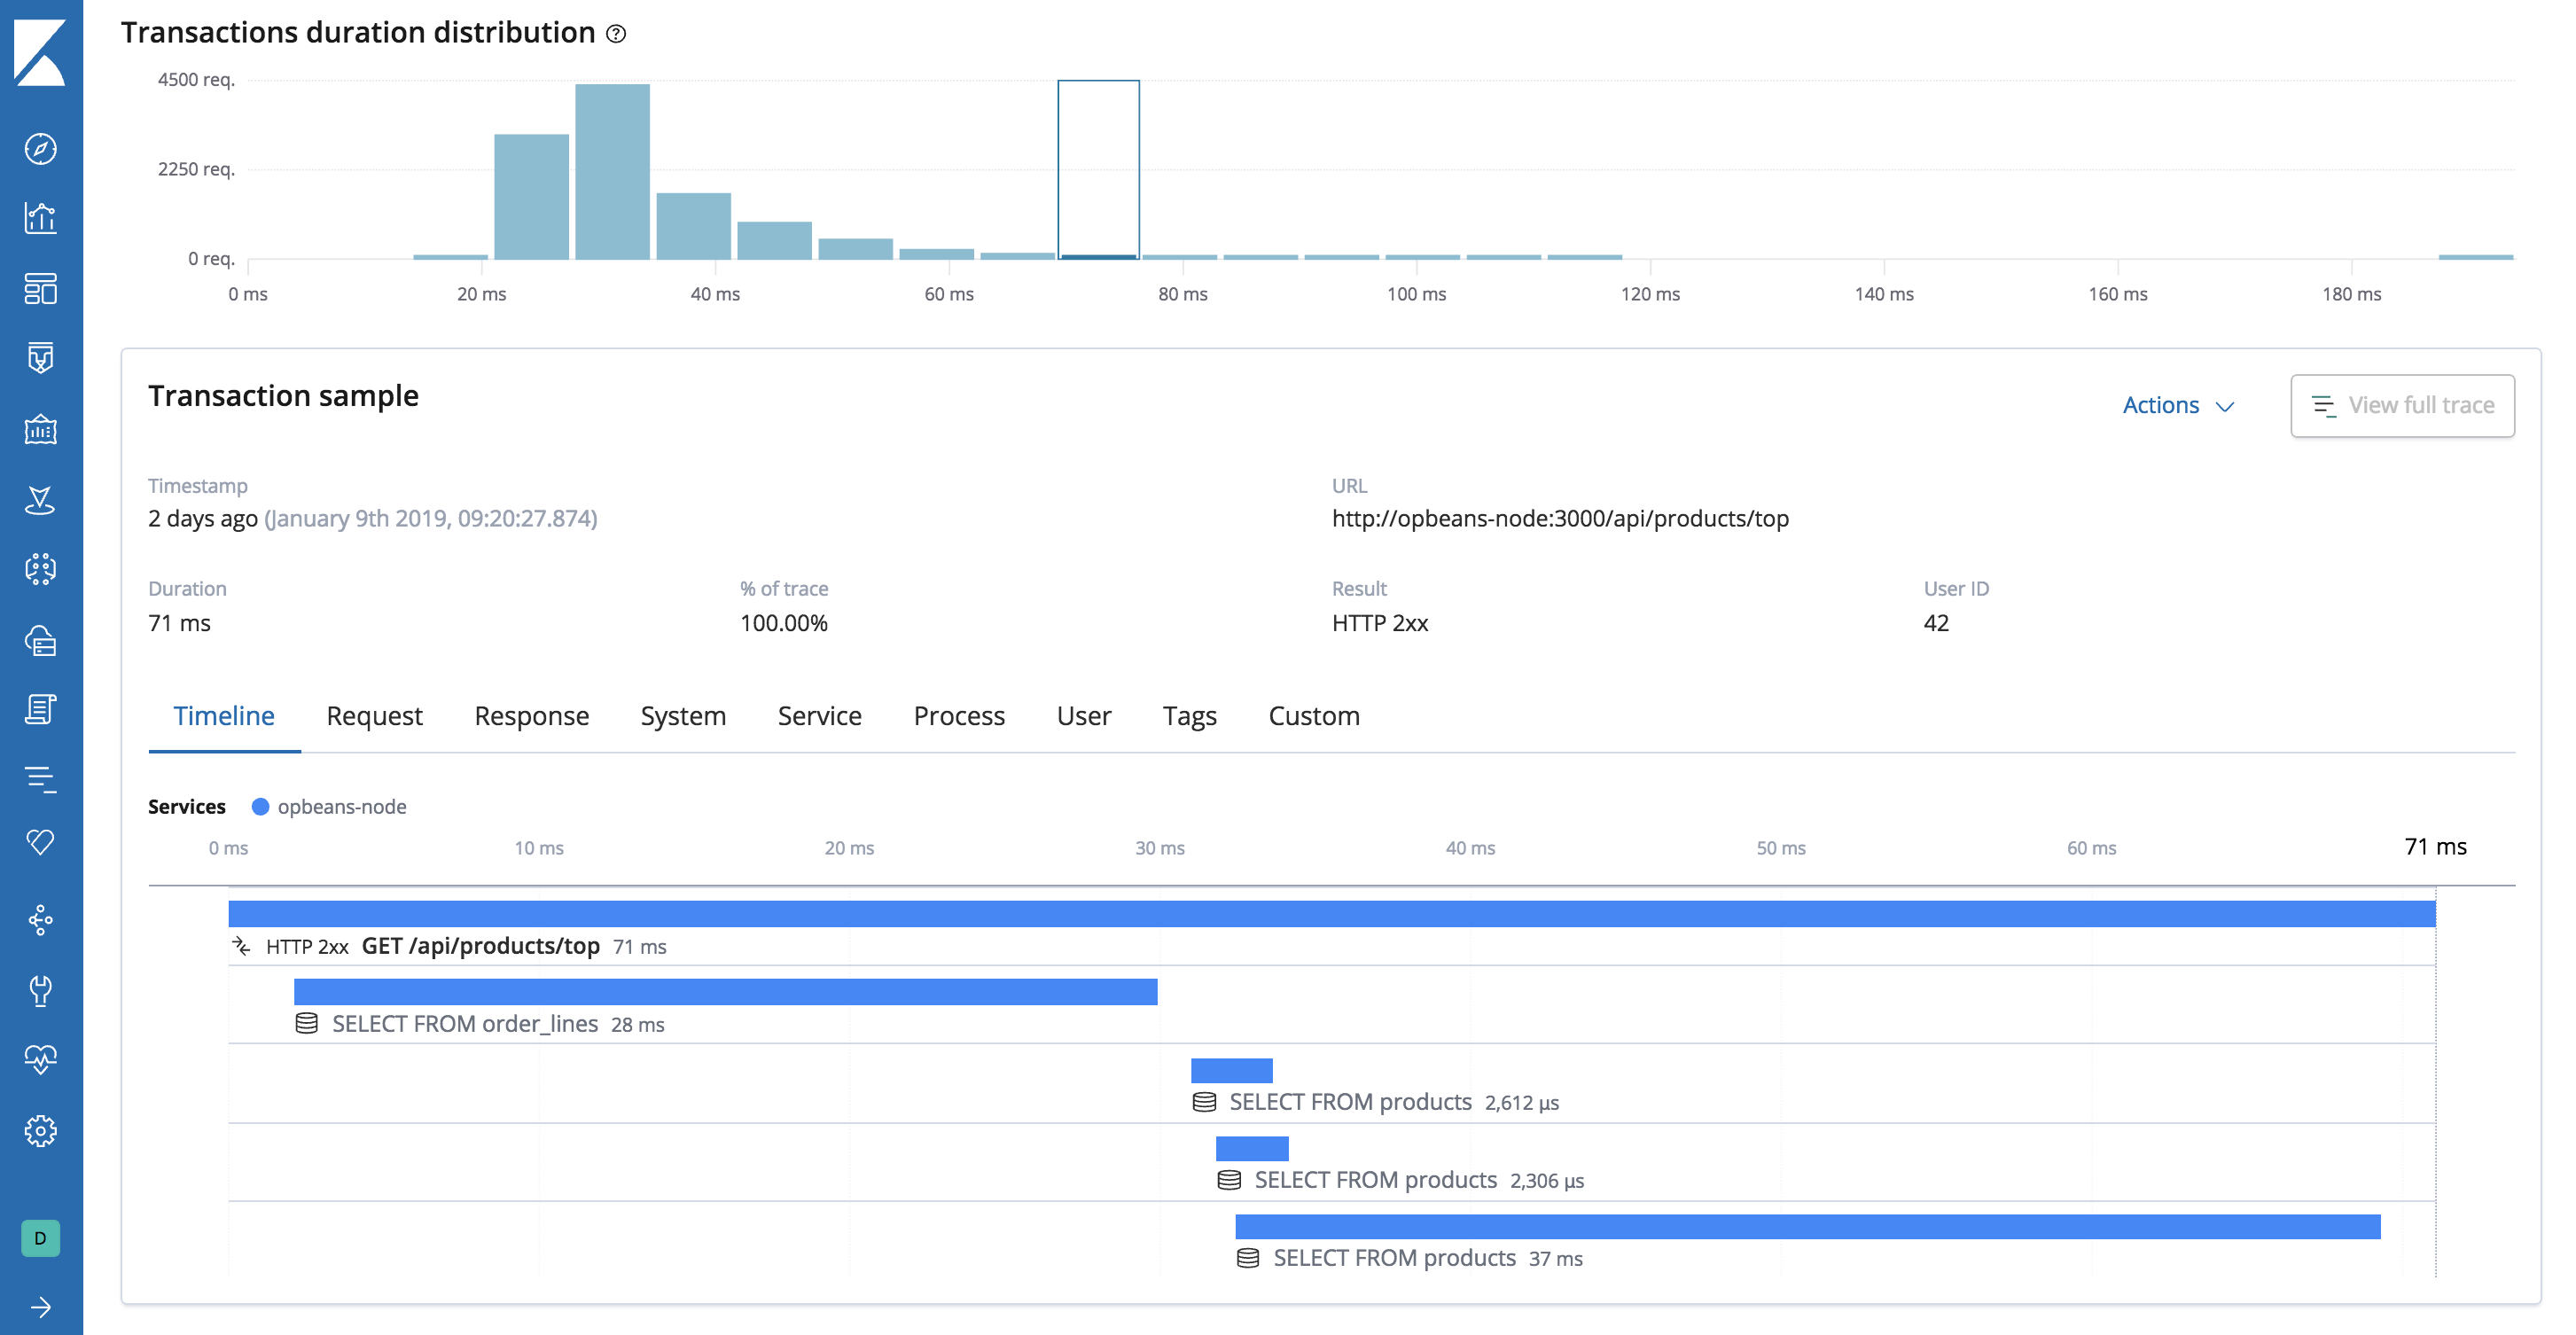 Transactions duration distribution
4500 req.
2250 req.
0 req.
0 ms 20 ms 40 ms 60 ms 80 ms 100 ms 120 ms 140 ms 160 ms 180 ms
Transaction sample
Actions View full trace
Timestamp URL
2 days ago (January 9th 2019, 09:20:27.874) http://opbeans-node:3000/api/products/top
Duration % of trace Result User ID
71 ms 100.00% HTTP 2xx 42
Timeline Request Response System Service Process User Tags Custom
Services opbeans-node
0 ms 10 ms 20 ms 30 ms 40 ms 50 ms 60 ms 71 ms
HTTP 2xx GET /api/products/top 71 ms
SELECT FROM order_lines 28 ms
SELECT FROM products 2,612 μs
SELECT FROM products 2,306 μs
D
SELECT FROM products 37 ms